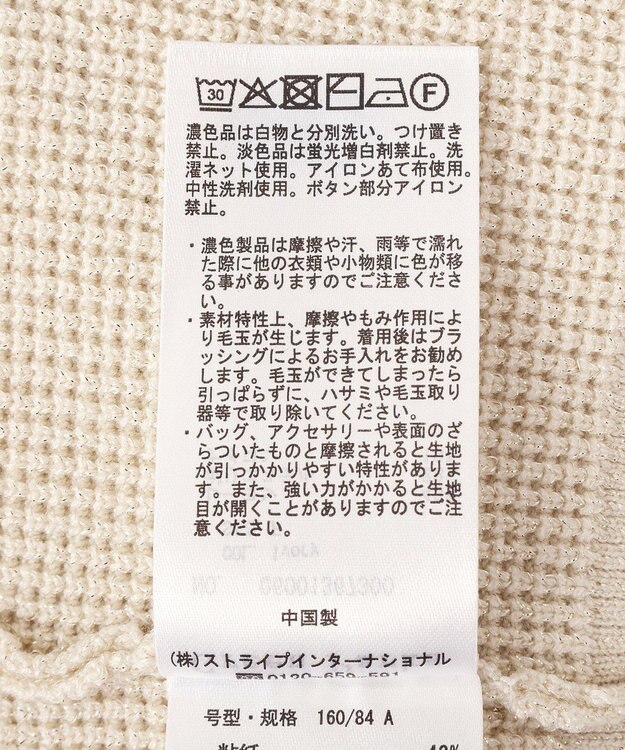 30 F
濃色品は白物と分別洗い。つけ置き
禁止。淡色品は蛍光増白剤禁止。洗
濯ネット使用。アイロンあて布使用。
中性洗剤使用。ボタン部分アイロン
禁止。
・濃色製品は摩擦や汗、雨等で濡れ
た際に他の衣類や小物類に色が移
る事がありますのでご注意くださ
い。
・素材特性上、摩擦やもみ作用によ
り毛玉が生じます。着用後はブラ
ッシングによるお手入れをお勧め
します。毛玉ができてしまったら
引っぱらずに、ハサミや毛玉取り
器等で取り除いてください。
・バッグ、アクセサリーや表面のざ
らついたものと摩擦されると生地
が引っかかりやすい特性がありま
す。また、強い力がかかると生地
目が開くことがありますのでご注
意ください。
COL. Ivory
NO. 06001367300
中国製
(株)ストライプインターナショナル
号型・规格 160/84 A